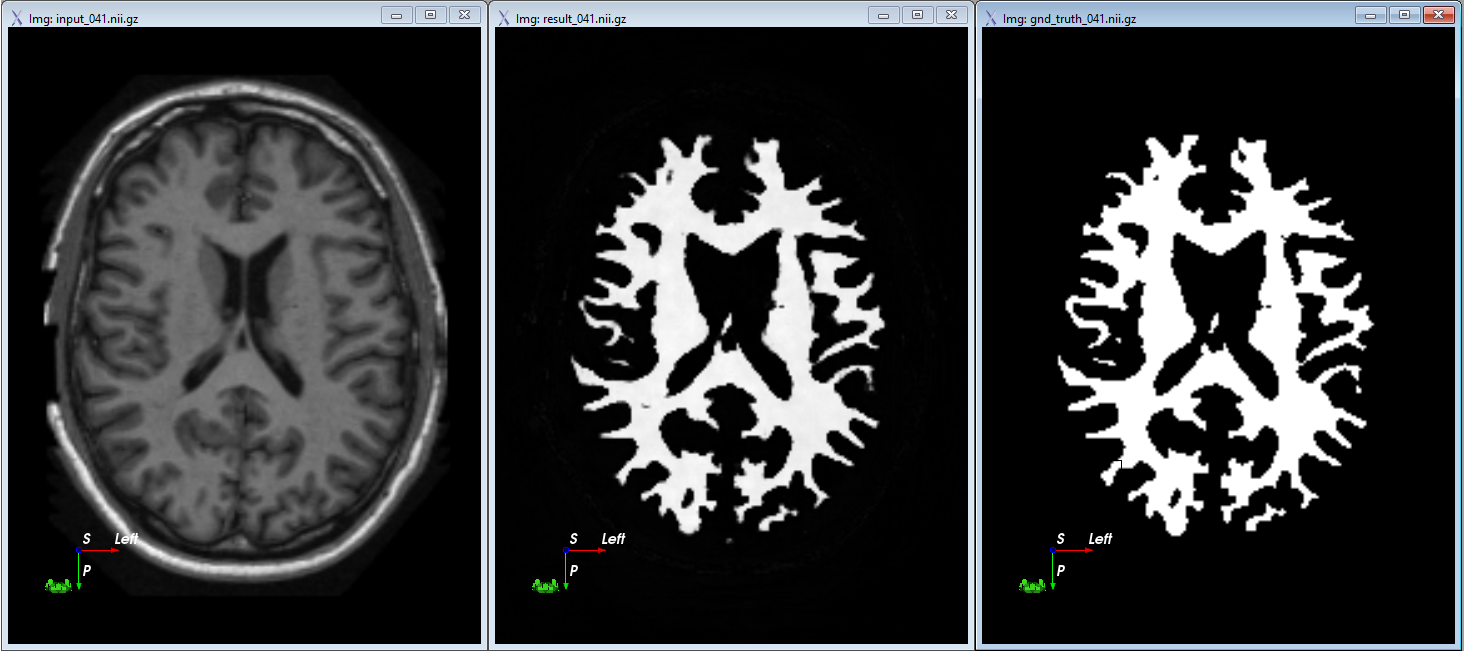 Img: input_041.nii.gz
Img: result_041.nii.gz
Img: gnd_truth_041.nii.gz
S Left
P
S Left
P
S Left
P